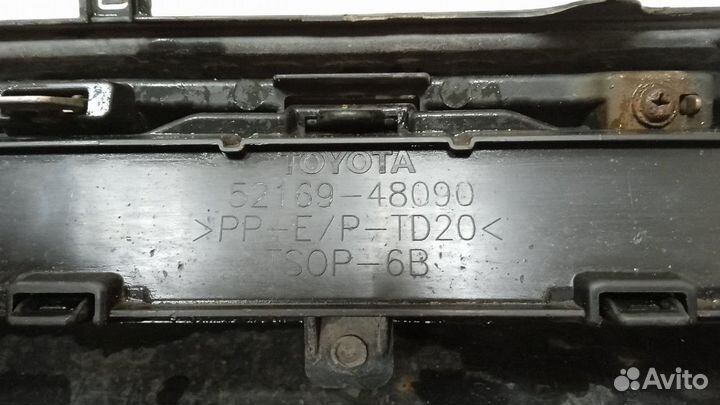 TOYOTA
52169-48090
>PP-E/P-TD20<
TSOP-6B
Avito